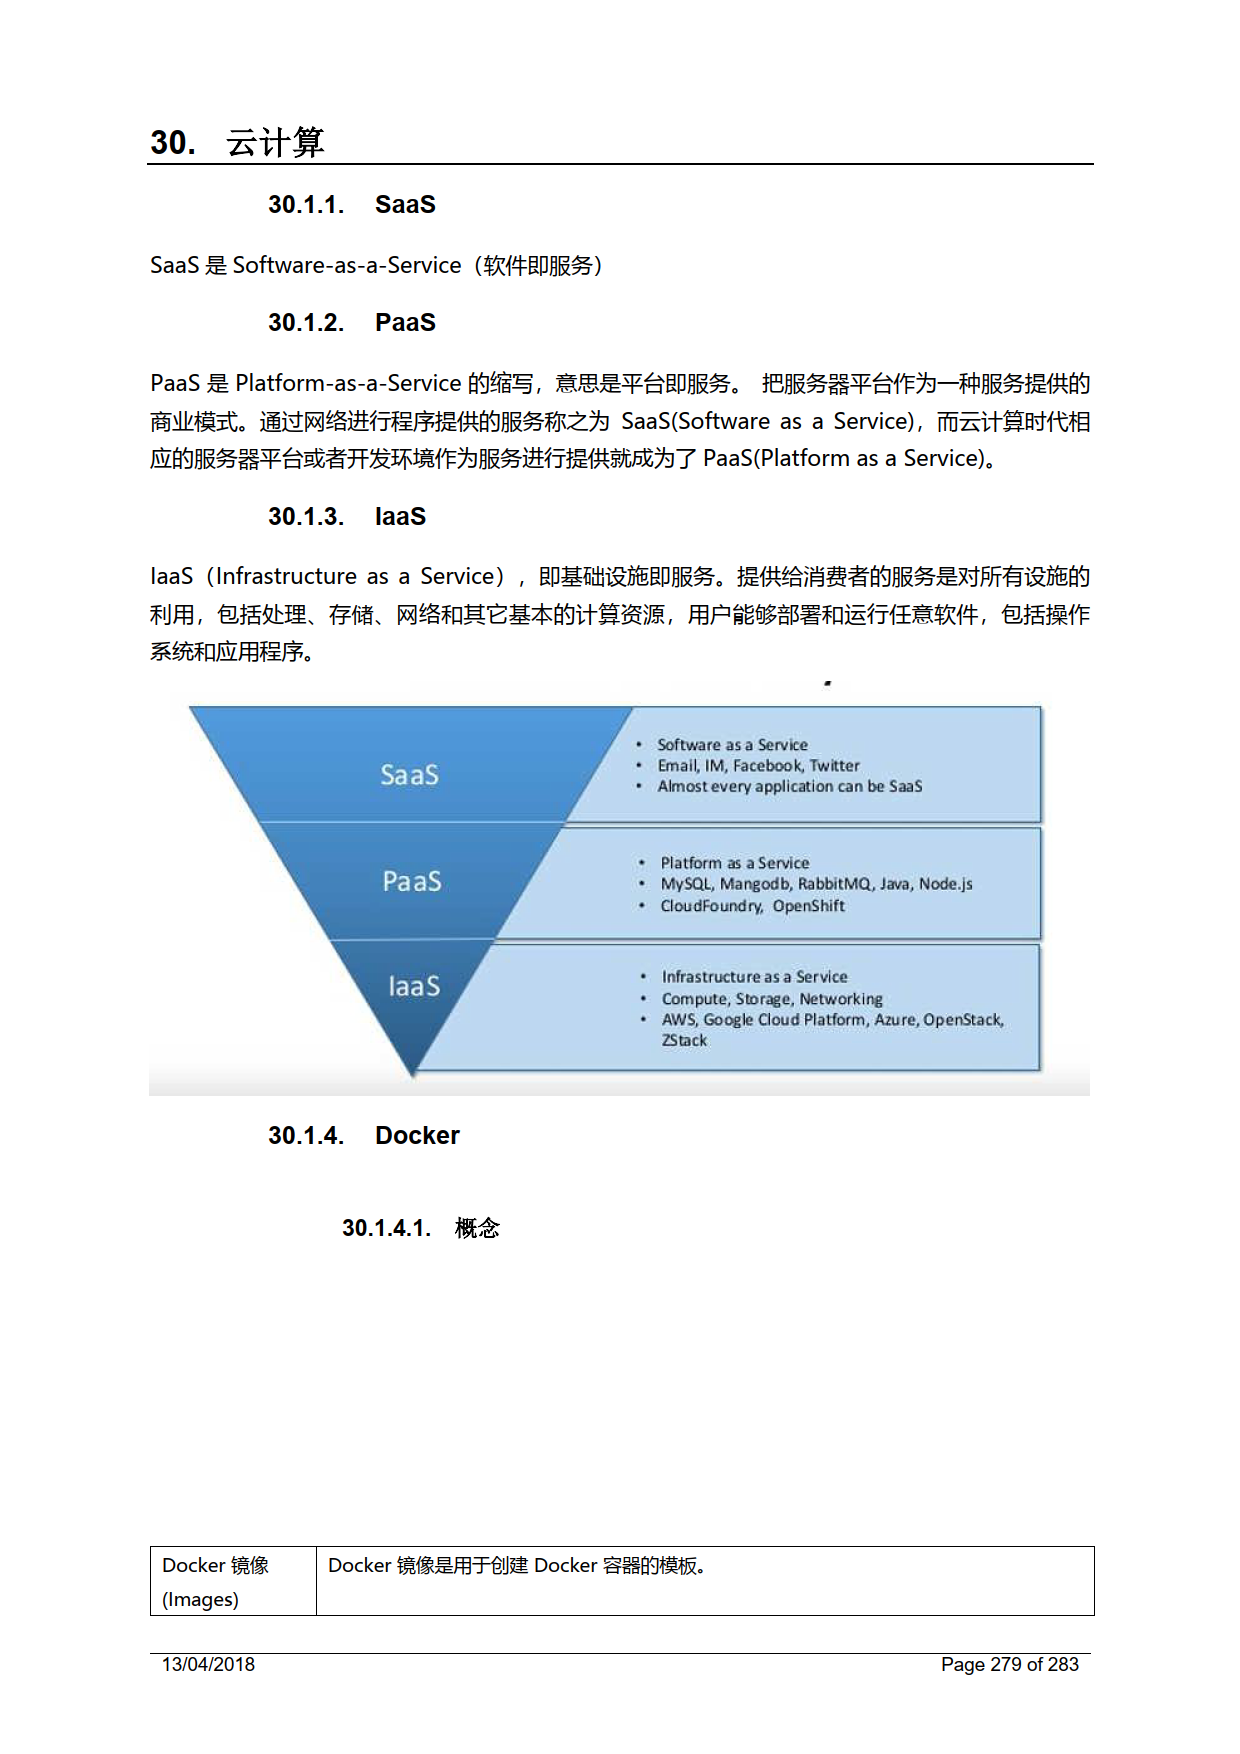 30. 云计算
30.1.1. SaaS
SaaS 是 Software-as-a-Service（软件即服务）
30.1.2. PaaS
PaaS 是 Platform-as-a-Service 的缩写，意思是平台即服务。 把服务器平台作为一种服务提供的
商业模式。通过网络进行程序提供的服务称之为 SaaS(Software as a Service)，而云计算时代相
应的服务器平台或者开发环境作为服务进行提供就成为了 PaaS(Platform as a Service)。
30.1.3. IaaS
IaaS（Infrastructure as a Service），即基础设施即服务。提供给消费者的服务是对所有设施的
利用，包括处理、存储、网络和其它基本的计算资源，用户能够部署和运行任意软件，包括操作
系统和应用程序。
SaaS
• Software as a Service
• Email, IM, Facebook, Twitter
• Almost every application can be SaaS
PaaS
• Platform as a Service
• MySQL, Mangodb, RabbitMQ, Java, Node.js
• CloudFoundry, OpenShift
IaaS
• Infrastructure as a Service
• Compute, Storage, Networking
• AWS, Google Cloud Platform, Azure, OpenStack,
ZStack
30.1.4. Docker
30.1.4.1. 概念
Docker 镜像
(Images)
Docker 镜像是用于创建 Docker 容器的模板。
13/04/2018
Page 279 of 283